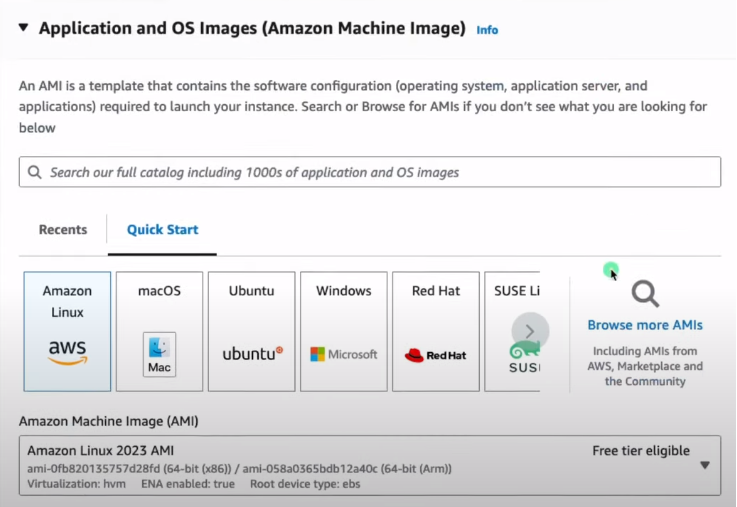 Application and OS Images (Amazon Machine Image) Info
An AMI is a template that contains the software configuration (operating system, application server, and
applications) required to launch your instance. Search or Browse for AMIs if you don't see what you are looking for
below
Search our full catalog including 1000s of application and OS images
Recents Quick Start
Amazon Linux
aws
macOS
Mac
Ubuntu
ubuntu
Windows
Microsoft
Red Hat
Red Hat
SUSE Li
SUS
Browse more AMIs
Including AMIs from
AWS, Marketplace and
the Community
Amazon Machine Image (AMI)
Amazon Linux 2023 AMI Free tier eligible
ami-0fb820135757d28fd (64-bit (x86)) / ami-058a0365bdb12a40c (64-bit (Arm))
Virtualization: hvm ENA enabled: true Root device type: ebs